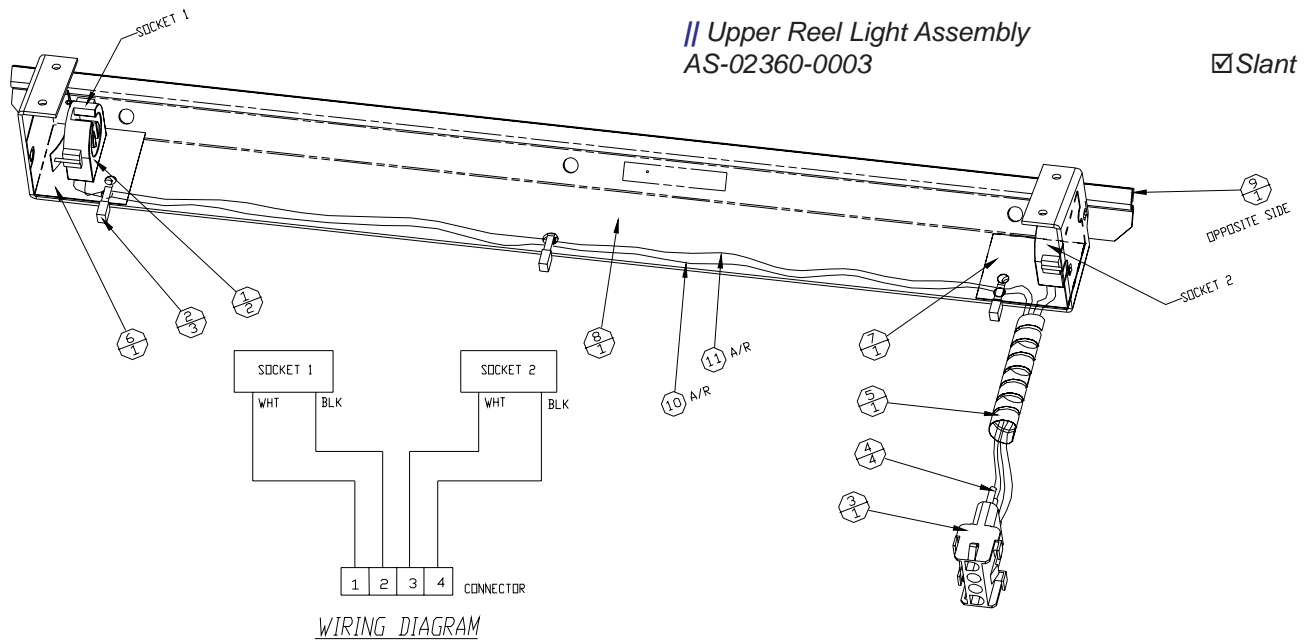 || Upper Reel Light Assembly
AS-02360-0003
☑Slant
SOCKET 1
9
1
OPPOSITE SIDE
SOCKET 2
1
2
2
3
6
1
8
1
11 A/R
10 A/R
7
1
5
1
4
4
3
1
SOCKET 1
SOCKET 2
WHT BLK WHT BLK
1 2 3 4 CONNECTOR
WIRING DIAGRAM